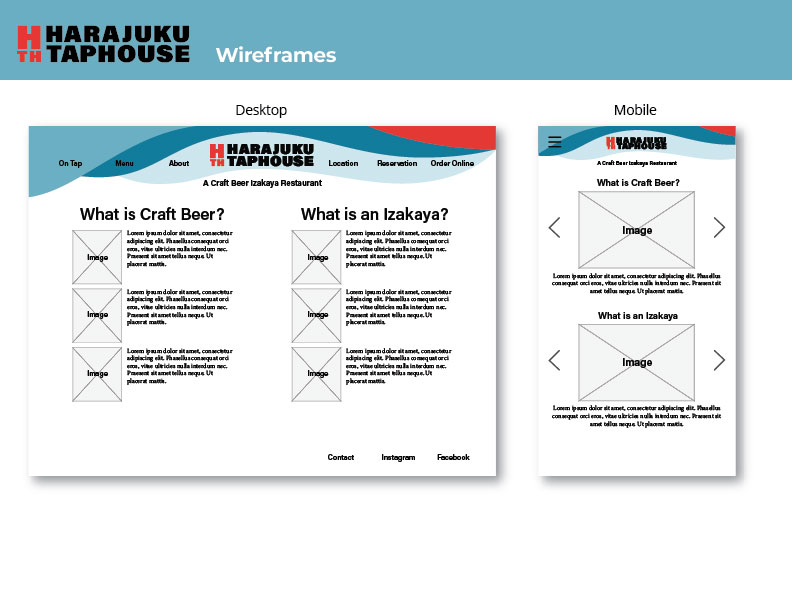 H HARAJUKU
TH TAPHOUSE
Wireframes
Desktop
On Tap
Menu
About
H HARAJUKU
TH TAPHOUSE
Location
Reservation
Order Online
A Craft Beer Izakaya Restaurant
What is Craft Beer?
Image
Lorem ipsum dolor sit amet, consectetur
adipiscing elit. Phasellus consequat orci
eros, vitae ultricies nulla interdum nec.
Praesent sit amet tellus neque. Ut
placerat mattis.
Image
Lorem ipsum dolor sit amet, consectetur
adipiscing elit. Phasellus consequat orci
eros, vitae ultricies nulla interdum nec.
Praesent sit amet tellus neque. Ut
placerat mattis.
Image
Lorem ipsum dolor sit amet, consectetur
adipiscing elit. Phasellus consequat orci
eros, vitae ultricies nulla interdum nec.
Praesent sit amet tellus neque. Ut
placerat mattis.
What is an Izakaya?
Image
Lorem ipsum dolor sit amet, consectetur
adipiscing elit. Phasellus consequat orci
eros, vitae ultricies nulla interdum nec.
Praesent sit amet tellus neque. Ut
placerat mattis.
Image
Lorem ipsum dolor sit amet, consectetur
adipiscing elit. Phasellus consequat orci
eros, vitae ultricies nulla interdum nec.
Praesent sit amet tellus neque. Ut
placerat mattis.
Image
Lorem ipsum dolor sit amet, consectetur
adipiscing elit. Phasellus consequat orci
eros, vitae ultricies nulla interdum nec.
Praesent sit amet tellus neque. Ut
placerat mattis.
Contact
Instagram
Facebook
Mobile
H HARAJUKU
TH TAPHOUSE
A Craft Beer Izakaya Restaurant
What is Craft Beer?
Image
Lorem ipsum dolor sit amet, consectetur adipiscing elit. Phasellus
consequat orci eros, vitae ultricies nulla interdum nec. Praesent sit
amet tellus neque. Ut placerat mattis.
What is an Izakaya
Image
Lorem ipsum dolor sit amet, consectetur adipiscing elit. Phasellus
consequat orci eros, vitae ultricies nulla interdum nec. Praesent sit
amet tellus neque. Ut placerat mattis.